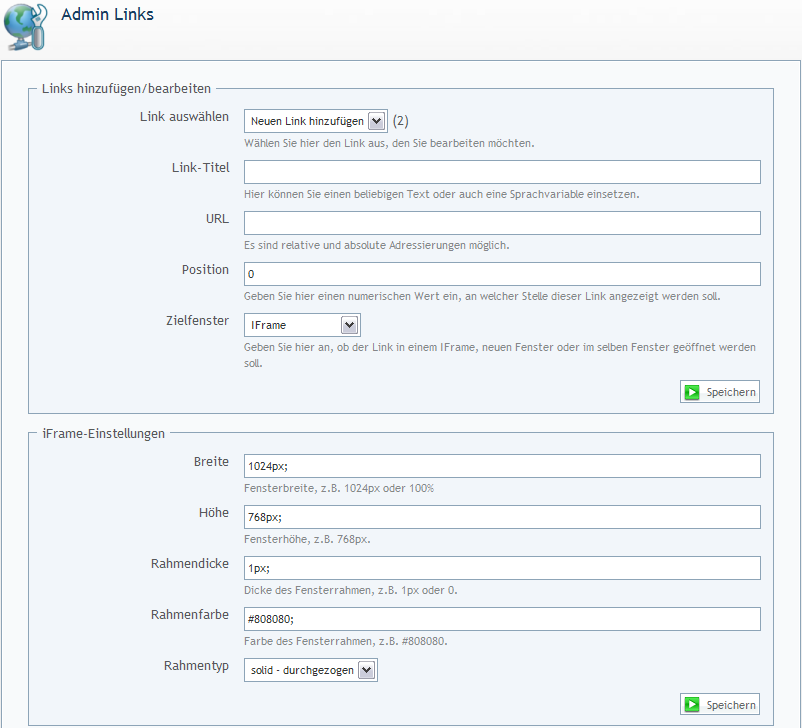 Admin Links
Links hinzufügen/bearbeiten
Link auswählen
Neuen Link hinzufügen (2)
Wählen Sie hier den Link aus, den Sie bearbeiten möchten.
Link-Titel
Hier können Sie einen beliebigen Text oder auch eine Sprachvariable einsetzen.
URL
Es sind relative und absolute Adressierungen möglich.
Position
0
Geben Sie hier einen numerischen Wert ein, an welcher Stelle dieser Link angezeigt werden soll.
Zielfenster
IFrame
Geben Sie hier an, ob der Link in einem IFrame, neuen Fenster oder im selben Fenster geöffnet werden
soll.
Speichern
iFrame-Einstellungen
Breite
1024px;
Fensterbreite, z.B. 1024px oder 100%
Höhe
768px;
Fensterhöhe, z.B. 768px.
Rahmendicke
1px;
Dicke des Fensterrahmen, z.B. 1px oder 0.
Rahmenfarbe
#808080;
Farbe des Fensterrahmen, z.B. #808080.
Rahmentyp
solid - durchgezogen
Speichern